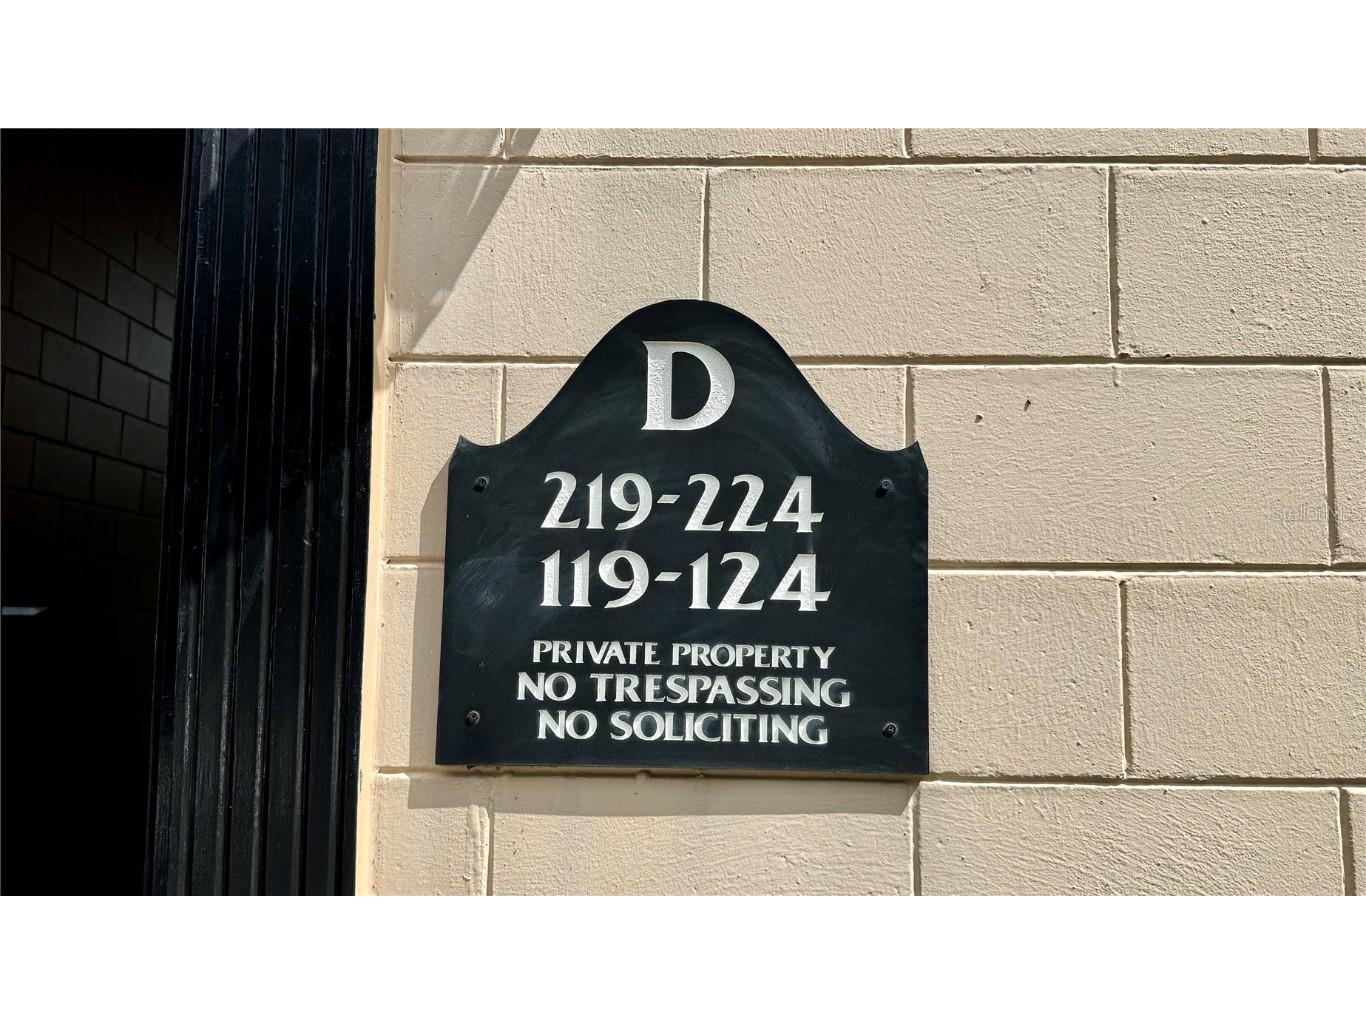 D
219-224
119-124
PRIVATE PROPERTY
NO TRESPASSING
NO SOLICITING